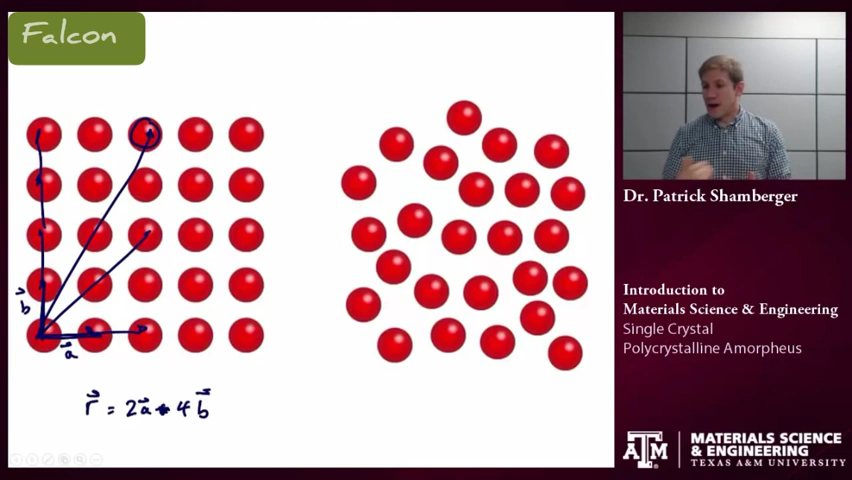 Falcon
b
a
r = 2a + 4b
Dr. Patrick Shamberger
Introduction to
Materials Science & Engineering
Single Crystal
Polycrystalline Amorpheus
ATM
MATERIALS SCIENCE
& ENGINEERING
TEXAS A&M UNIVERSITY